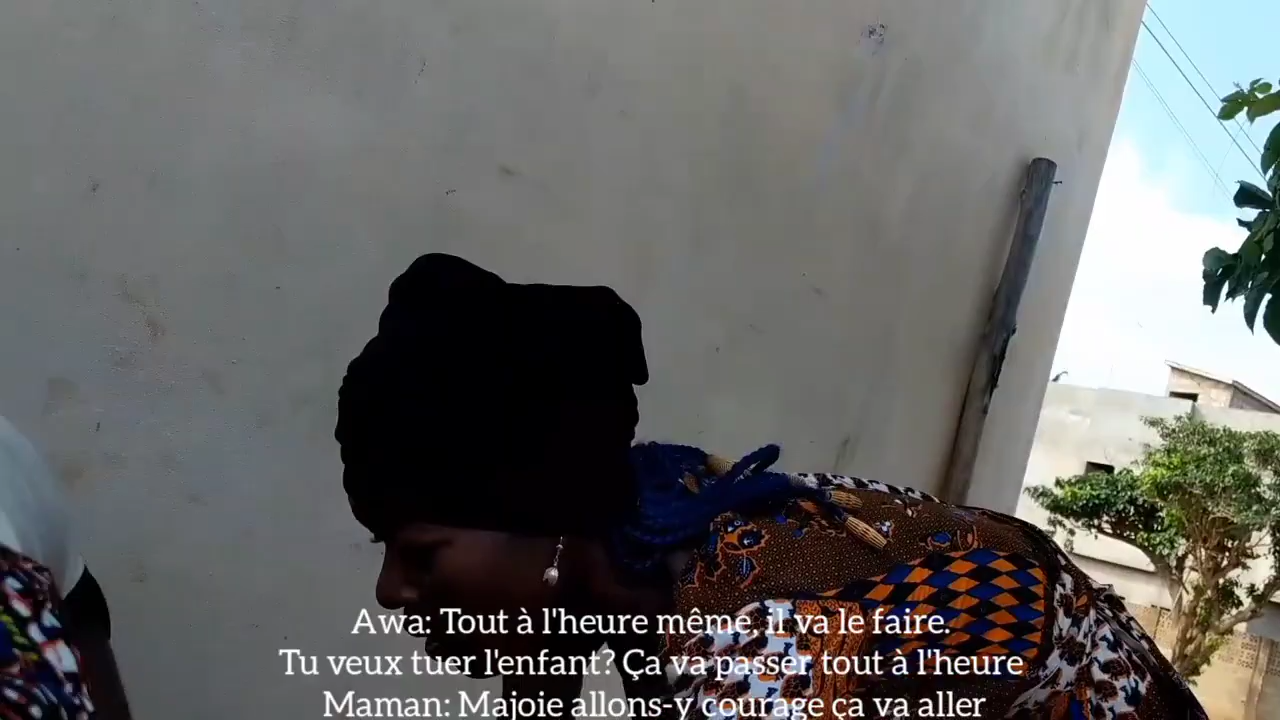 Awa: Tout à l'heure même, il va le faire.
Tu veux tuer l'enfant? Ça va passer tout à l'heure
Maman: Majoie allons-y courage ça va aller